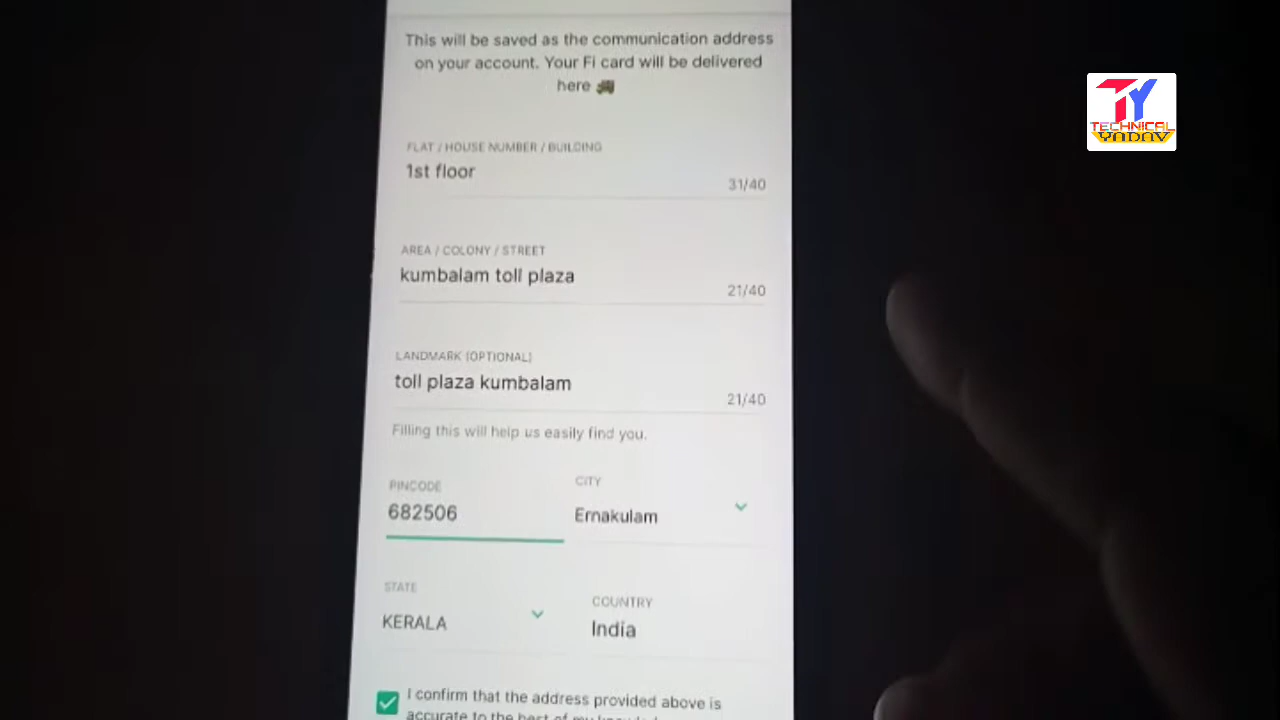 This will be saved as the communication address
on your account. Your Fi card will be delivered
here
FLAT / HOUSE NUMBER / BUILDING
1st floor
31/40
AREA / COLONY / STREET
kumbalam toll plaza
21/40
LANDMARK (OPTIONAL)
toll plaza kumbalam
21/40
Filling this will help us easily find you.
PINCODE
682506
CITY
Ernakulam
STATE
KERALA
COUNTRY
India
I confirm that the address provided above is
accurate to the best of my
TY
TECHNICAL
YADAV